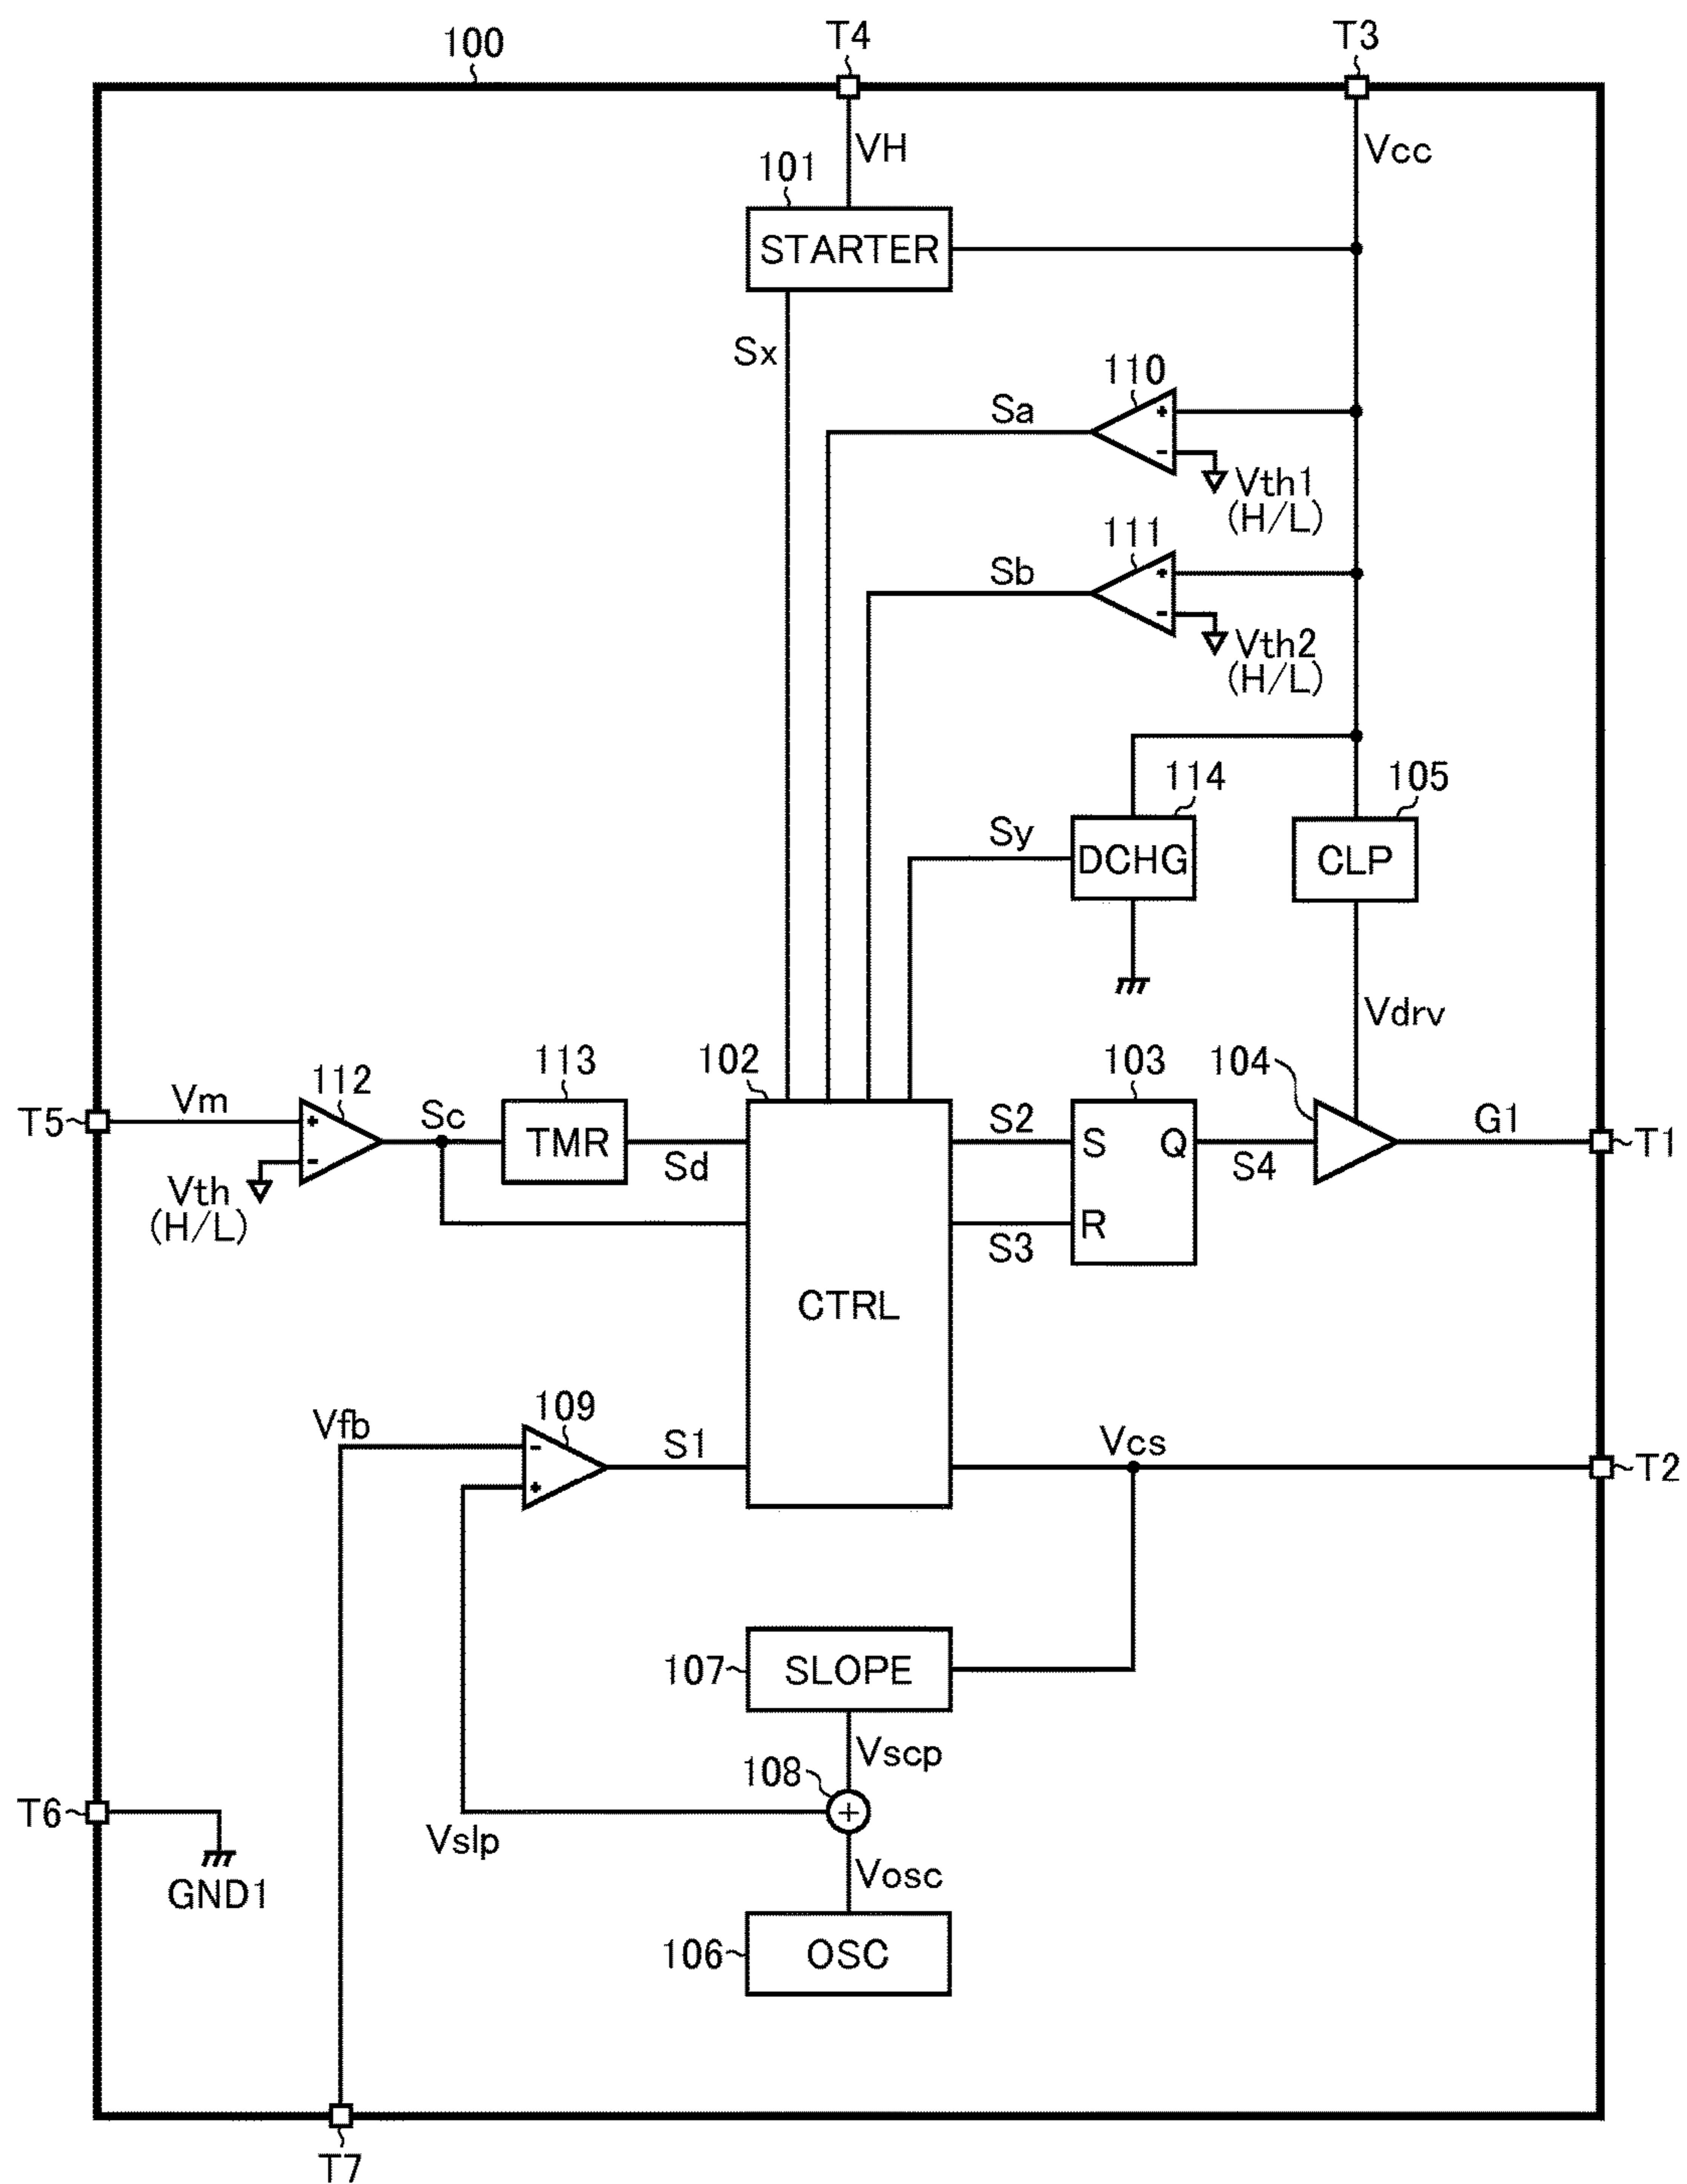 100
T4
T3
VH
Vcc
101
STARTER
Sx
110
Sa
+
-
Vth1
(H/L)
111
Sb
+
-
Vth2
(H/L)
114
105
Sy
DCHG
CLP
Vdrv
112
113
102
103
104
T5
Vm
+
-
Sc
TMR
Sd
S2
S
Q
S4
G1
T1
Vth
(H/L)
S3
R
CTRL
109
Vfb
-
+
S1
Vcs
T2
107
SLOPE
Vscp
108
+
T6
Vslp
GND1
Vosc
106
OSC
T7